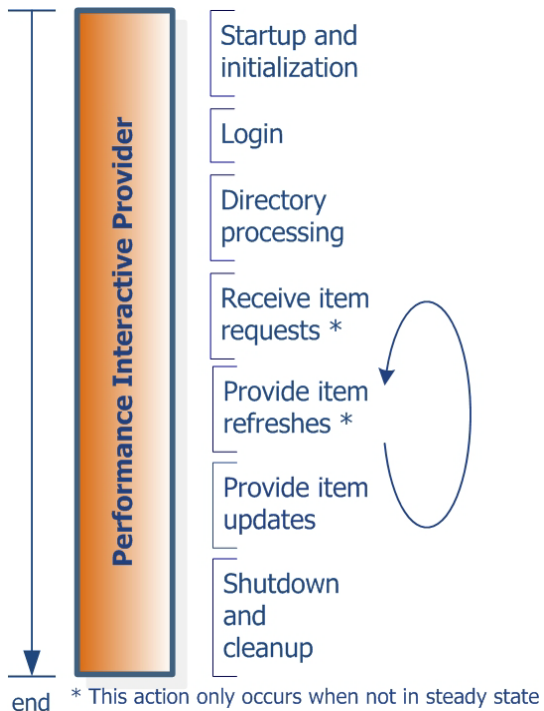 Performance Interactive Provider
Startup and
initialization
Login
Directory
processing
Receive item
requests *
Provide item
refreshes *
Provide item
updates
Shutdown
and
cleanup
end
* This action only occurs when not in steady state